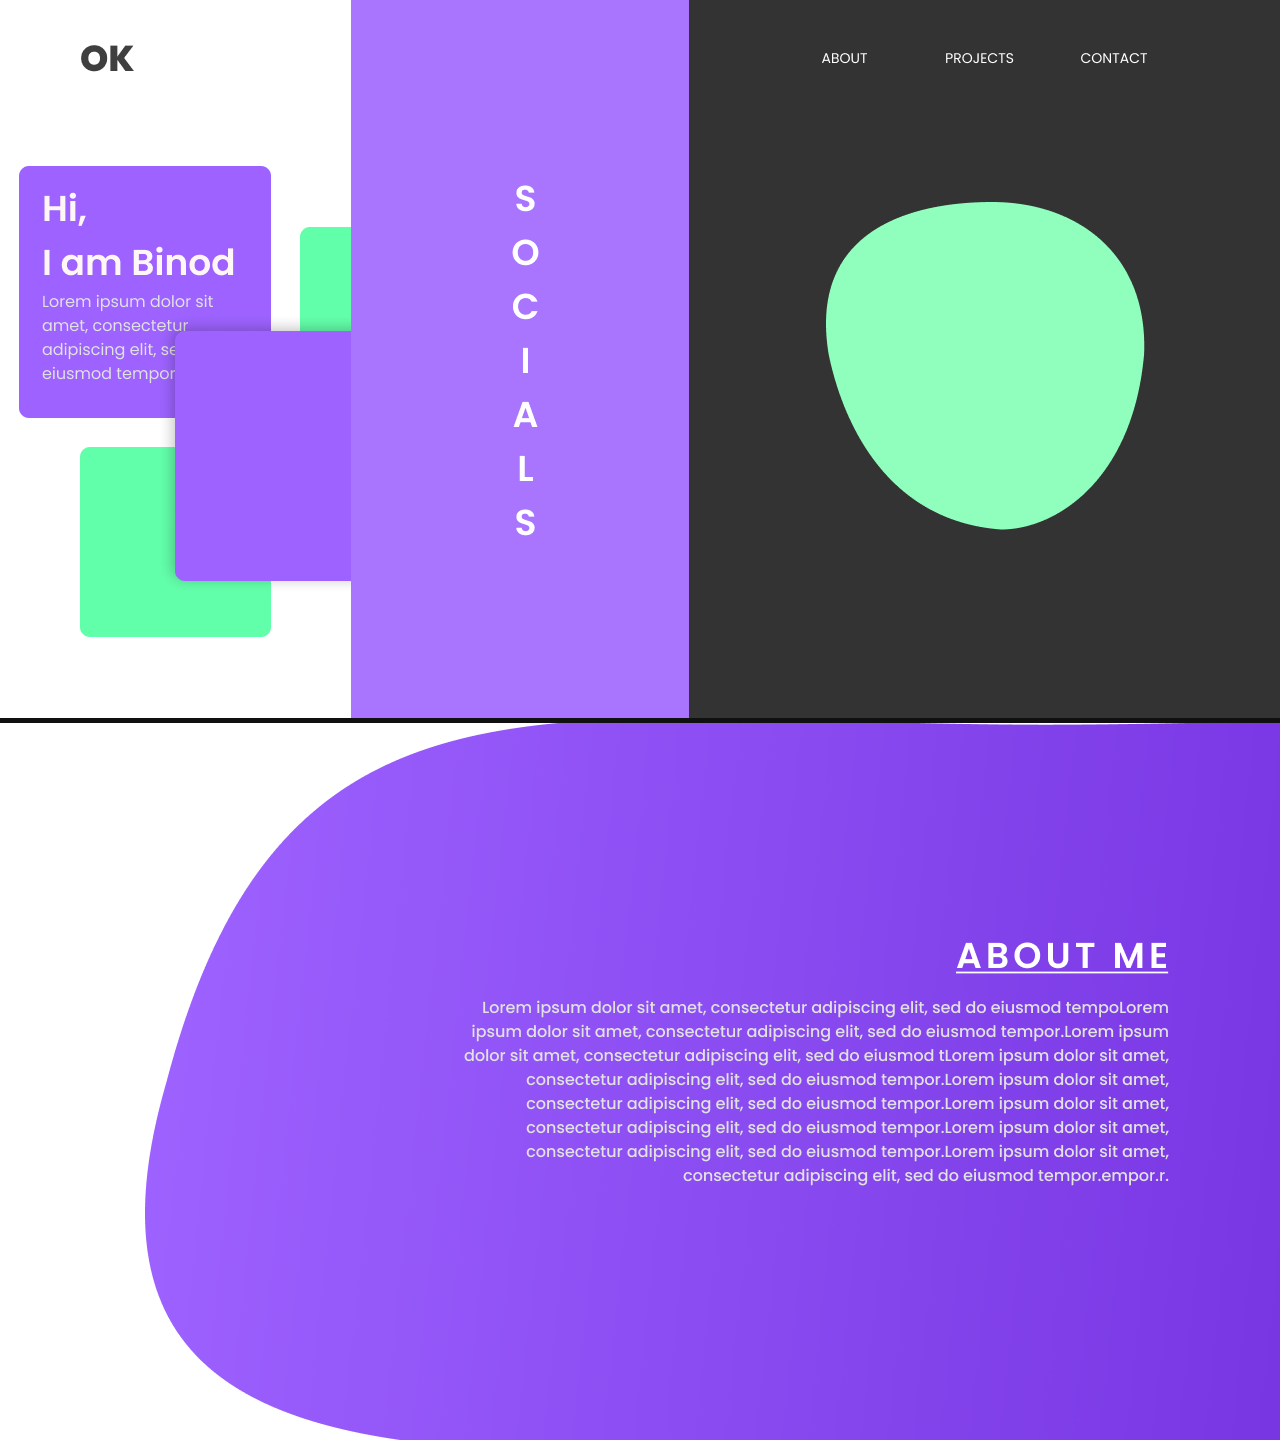 OK
ABOUT PROJECTS CONTACT
Hi,
I am Binod
Lorem ipsum dolor sit
amet, consectetur
adipiscing elit, se
eiusmod tempor
S
O
C
I
A
L
S
ABOUT ME
Lorem ipsum dolor sit amet, consectetur adipiscing elit, sed do eiusmod tempoLorem
ipsum dolor sit amet, consectetur adipiscing elit, sed do eiusmod tempor.Lorem ipsum
dolor sit amet, consectetur adipiscing elit, sed do eiusmod tLorem ipsum dolor sit amet,
consectetur adipiscing elit, sed do eiusmod tempor.Lorem ipsum dolor sit amet,
consectetur adipiscing elit, sed do eiusmod tempor.Lorem ipsum dolor sit amet,
consectetur adipiscing elit, sed do eiusmod tempor.Lorem ipsum dolor sit amet,
consectetur adipiscing elit, sed do eiusmod tempor.Lorem ipsum dolor sit amet,
consectetur adipiscing elit, sed do eiusmod tempor.empor.r.